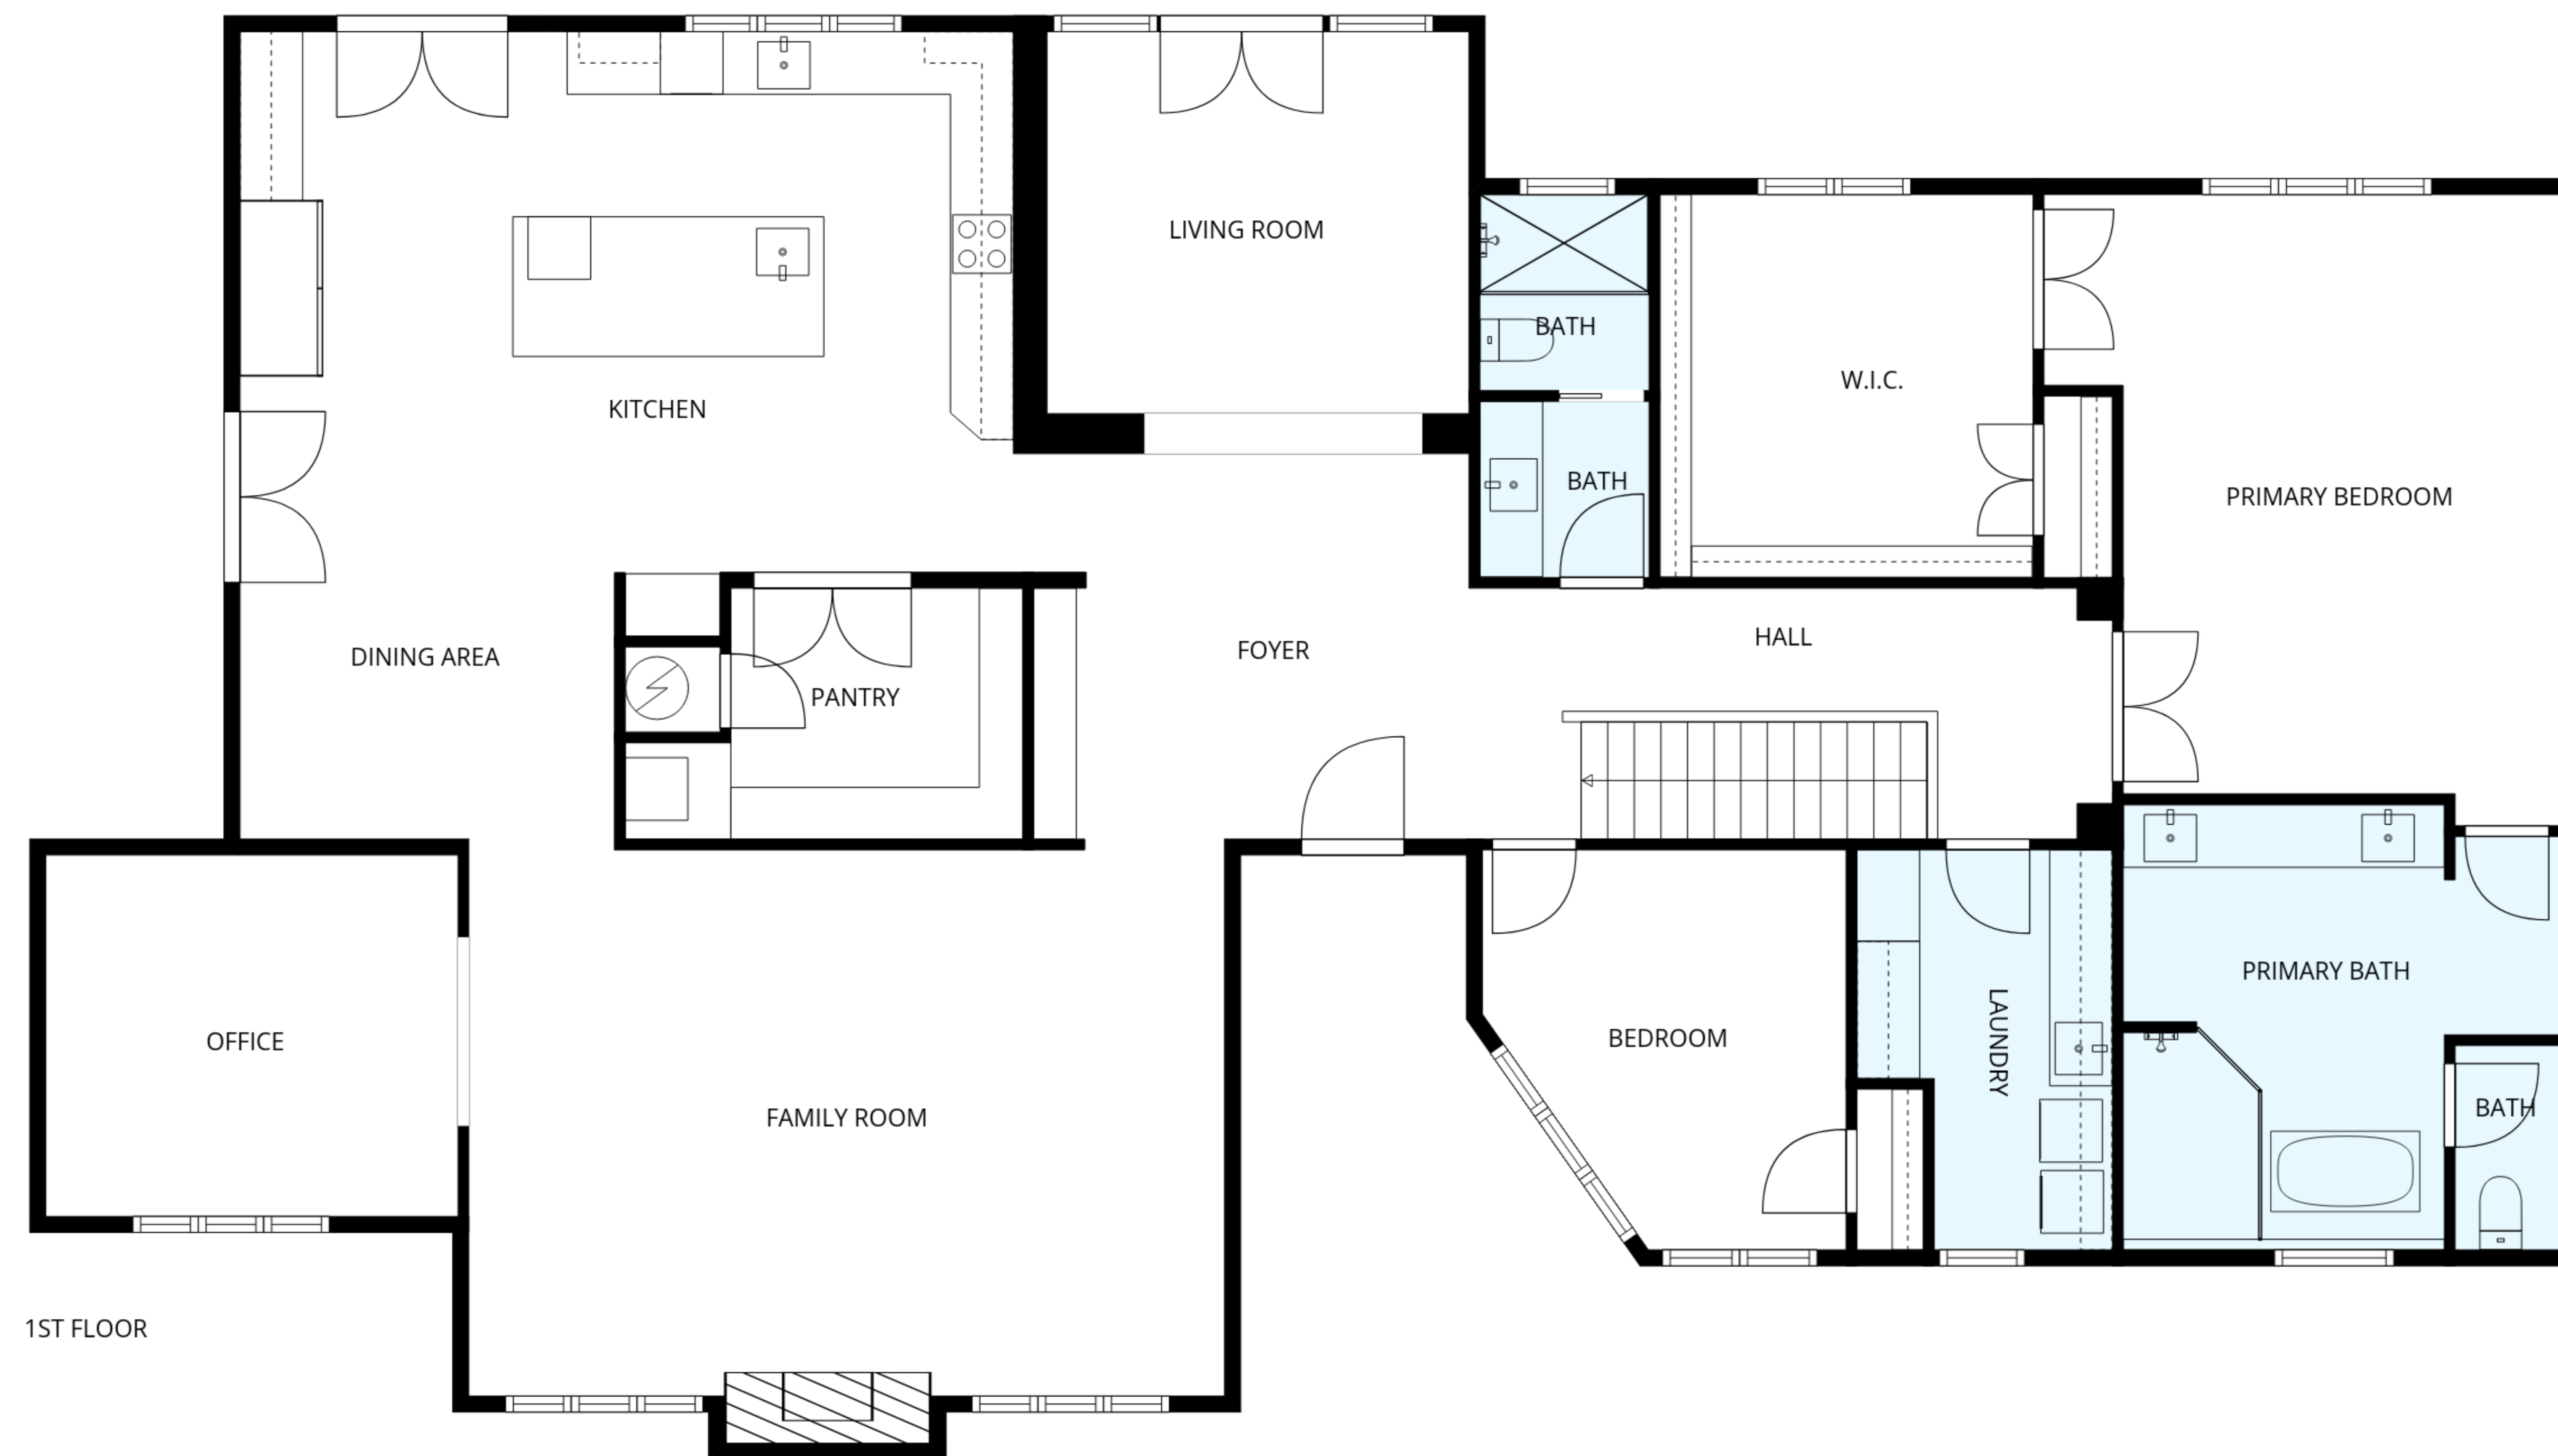 LIVING ROOM
BATH
W.I.C.
KITCHEN
BATH
PRIMARY BEDROOM
DINING AREA
PANTRY
FOYER
HALL
OFFICE
FAMILY ROOM
BEDROOM
LAUNDRY
PRIMARY BATH
BATH
1ST FLOOR